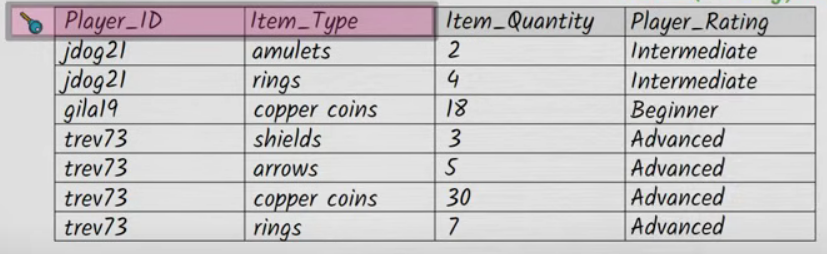 Player_ID Item_Type Item_Quantity Player_Rating
jdog21 amulets 2 Intermediate
jdog21 rings 4 Intermediate
gila19 copper coins 18 Beginner
trev73 shields 3 Advanced
trev73 arrows 5 Advanced
trev73 copper coins 30 Advanced
trev73 rings 7 Advanced